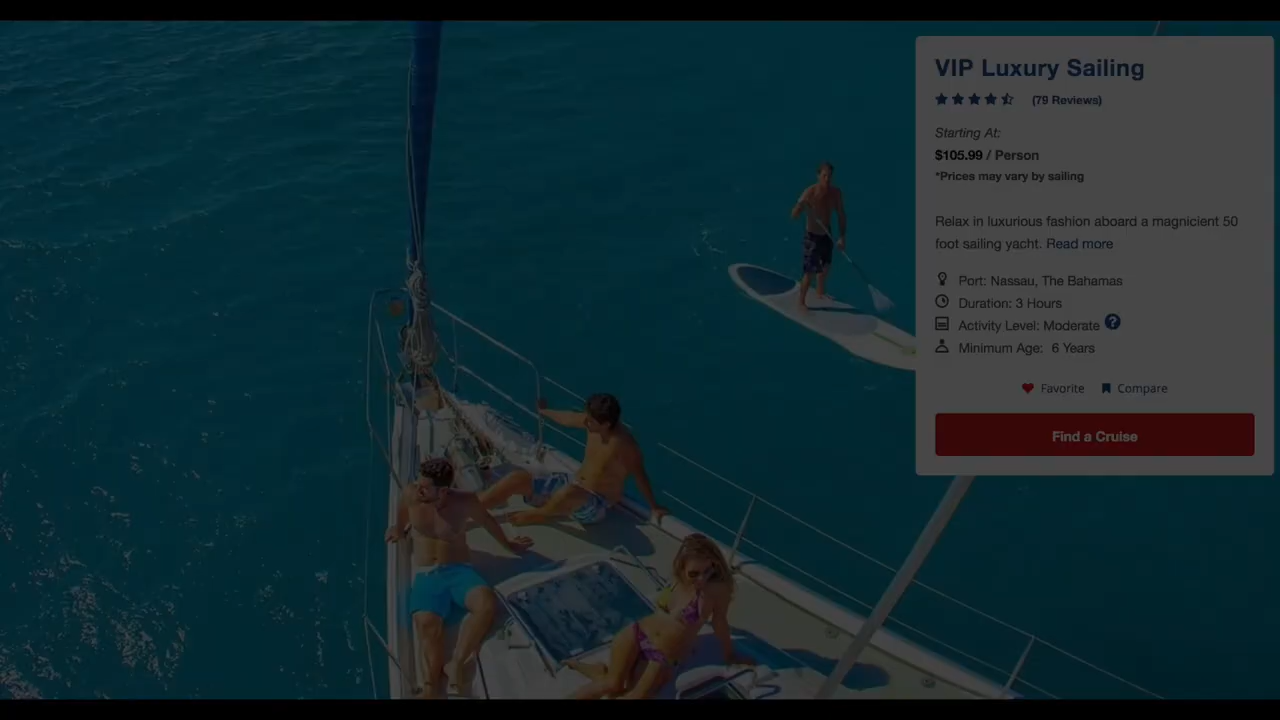 VIP Luxury Sailing
(79 Reviews)
Starting At:
$105.99 / Person
*Prices may vary by sailing
Relax in luxurious fashion aboard a magnicient 50
foot sailing yacht. Read more
Port: Nassau, The Bahamas
Duration: 3 Hours
Activity Level: Moderate ?
Minimum Age: 6 Years
Favorite Compare
Find a Cruise